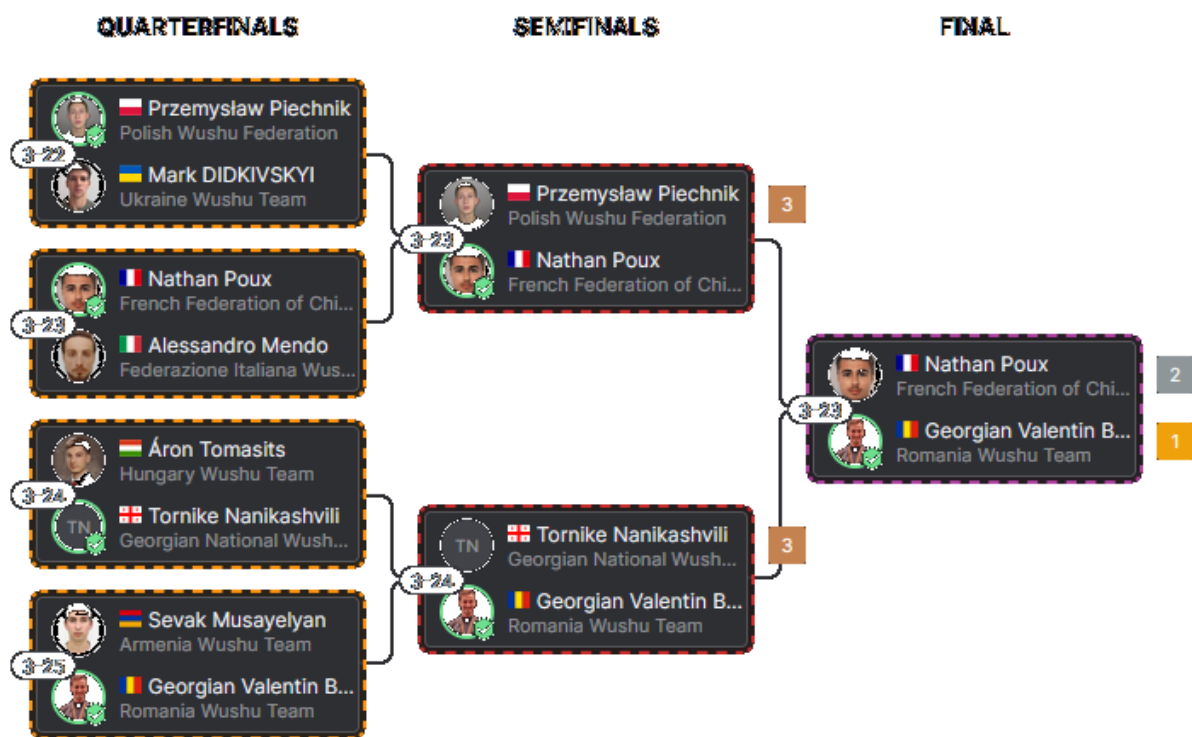 QUARTERFINALS
SEMIFINALS
FINAL
Przemysław Piechnik
Polish Wushu Federation
3-22
Mark DIDKIVSKYI
Ukraine Wushu Team
Nathan Poux
French Federation of Chi...
3-23
Alessandro Mendo
Federazione Italiana Wus...
Áron Tomasits
Hungary Wushu Team
3-24
TN
Tornike Nanikashvili
Georgian National Wush...
Sevak Musayelyan
Armenia Wushu Team
3-25
Georgian Valentin B...
Romania Wushu Team
Przemysław Piechnik
Polish Wushu Federation
3
3-23
Nathan Poux
French Federation of Chi...
TN
Tornike Nanikashvili
Georgian National Wush...
3
3-24
Georgian Valentin B...
Romania Wushu Team
Nathan Poux
French Federation of Chi...
2
3-23
Georgian Valentin B...
Romania Wushu Team
1